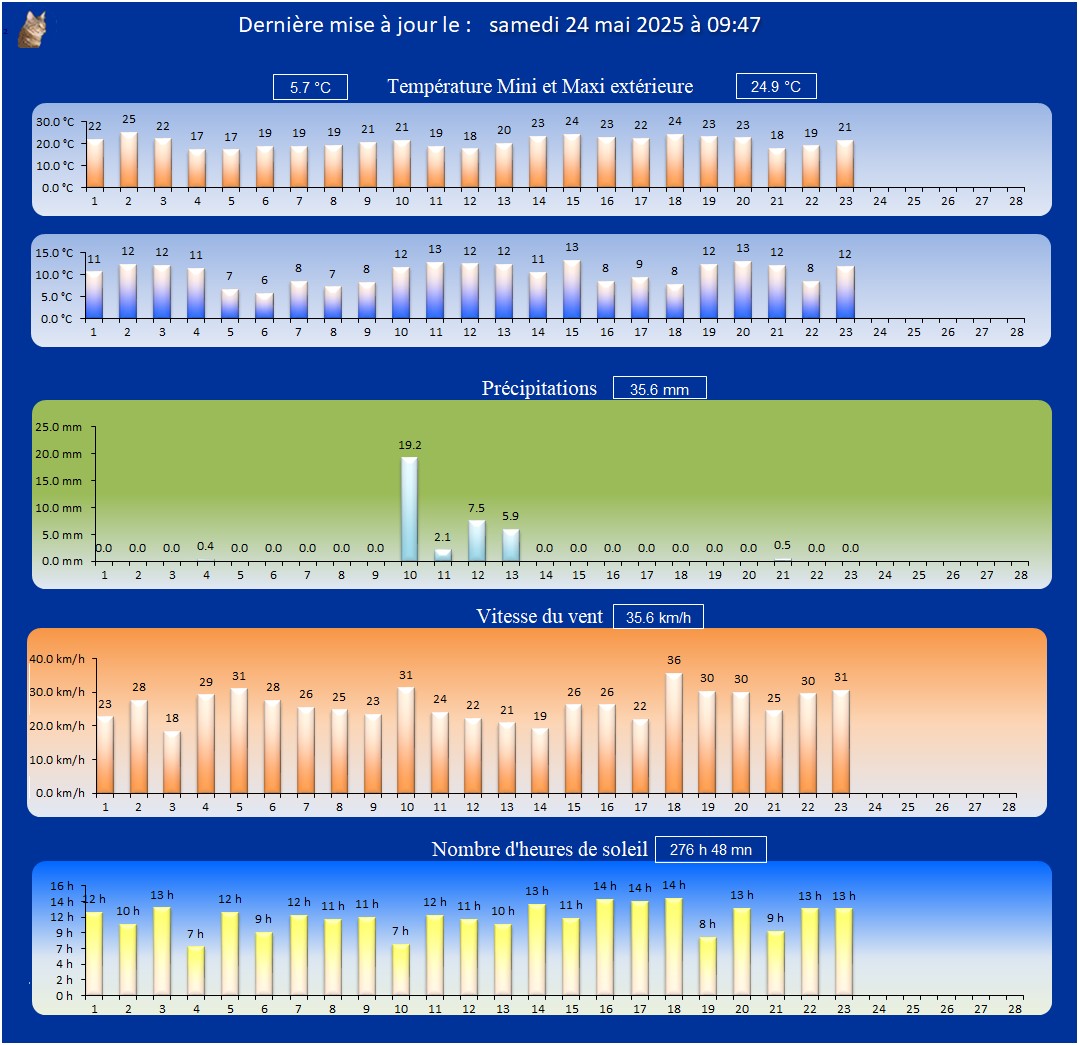 Dernière mise à jour le : samedi 24 mai 2025 à 09:47
5.7 °C Température Mini et Maxi extérieure 24.9 °C
30.0 °C
20.0 °C
10.0 °C
0.0 °C
22 25 22 17 17 19 19 19 21 21 19 18 20 23 24 23 22 24 23 23 18 19 21
1 2 3 4 5 6 7 8 9 10 11 12 13 14 15 16 17 18 19 20 21 22 23 24 25 26 27 28
15.0 °C
10.0 °C
5.0 °C
0.0 °C
11 12 12 11 7 6 8 7 8 12 13 12 12 11 13 8 9 8 12 13 12 8 12
1 2 3 4 5 6 7 8 9 10 11 12 13 14 15 16 17 18 19 20 21 22 23 24 25 26 27 28
Précipitations 35.6 mm
25.0 mm
20.0 mm
15.0 mm
10.0 mm
5.0 mm
0.0 mm
0.0 0.0 0.0 0.4 0.0 0.0 0.0 0.0 0.0 19.2 2.1 7.5 5.9 0.0 0.0 0.0 0.0 0.0 0.0 0.0 0.5 0.0 0.0
1 2 3 4 5 6 7 8 9 10 11 12 13 14 15 16 17 18 19 20 21 22 23 24 25 26 27 28
Vitesse du vent 35.6 km/h
40.0 km/h
30.0 km/h
20.0 km/h
10.0 km/h
0.0 km/h
23 28 18 29 31 28 26 25 23 31 24 22 21 19 26 26 22 36 30 30 25 30 31
1 2 3 4 5 6 7 8 9 10 11 12 13 14 15 16 17 18 19 20 21 22 23 24 25 26 27 28
Nombre d'heures de soleil 276 h 48 mn
16 h
14 h
12 h
9 h
7 h
4 h
2 h
0 h
12 h 10 h 13 h 7 h 12 h 9 h 12 h 11 h 11 h 7 h 12 h 11 h 10 h 13 h 11 h 14 h 14 h 14 h 8 h 13 h 9 h 13 h 13 h
1 2 3 4 5 6 7 8 9 10 11 12 13 14 15 16 17 18 19 20 21 22 23 24 25 26 27 28